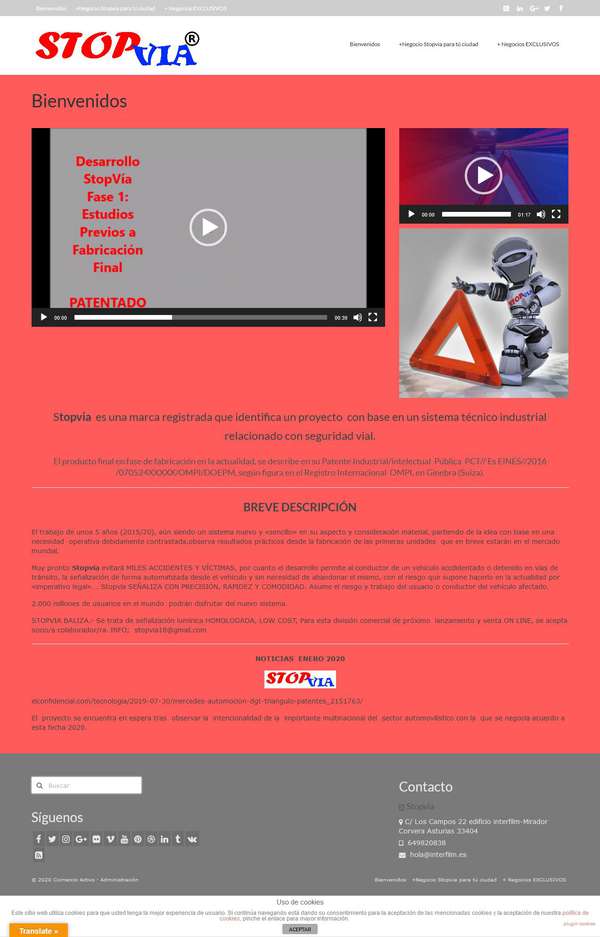 Bienvenidos +Negocio Stopvia para tú ciudad + Negocios EXCLUSIVOS
STOPVIA®
Bienvenidos +Negocio Stopvia para tú ciudad + Negocios EXCLUSIVOS
Bienvenidos
Desarrollo
StopVía
Fase 1:
Estudios
Previos a
Fabricación
Final
PATENTADO
00:00 00:39
00:00 01:17
STOPVIA
Stopvia es una marca registrada que identifica un proyecto con base en un sistema técnico industrial
relacionado con seguridad vial.
El producto final en fase de fabricación en la actualidad, se describe en su Patente Industrial/Intelectual Pública PCT// Es EINES//2016
/070524000000/OMPI/DOEPM, según figura en el Registro Internacional OMPI, en Ginebra (Suiza).
BREVE DESCRIPCIÓN
El trabajo de unos 5 años (2015/20), aún siendo un sistema nuevo y «sencillo» en su aspecto y consideración material, partiendo de la idea con base en una
necesidad operativa debidamente contrastada,observa resultados prácticos desde la fabricación de las primeras unidades que en breve estarán en el mercado
mundial.
Muy pronto Stopvia evitará MILES ACCIDENTES Y VÍCTIMAS, por cuanto el desarrollo permite al conductor de un vehículo accidentado o detenido en vías de
tránsito, la señalización de forma automatizada desde el vehículo y sin necesidad de abandonar el mismo, con el riesgo que supone hacerlo en la actualidad por
«imperativo legal»... Stopvia SEÑALIZA CON PRECISIÓN, RAPIDEZ Y COMODIDAD. Asume el riesgo y trabajo del usuario o conductor del vehículo afectado.
2.000 millones de usuarios en el mundo podrán disfrutar del nuevo sistema.
STOPVIA BALIZA.- Se trata de señalización lumínica HOMOLOGADA, LOW COST, Para esta división comercial de próximo lanzamiento y venta ON LINE, se acepta
socio/a colaborador/ra. INFO; stopvia18@gmail.com
NOTICIAS ENERO 2020
STOPVIA
elconfidencial.com/tecnologia/2019-07-30/mercedes-automocion-dgt-triangulo-patentes_2151763/
El proyecto se encuentra en espera tras observar la intencionalidad de la importante multinacional del sector automovilístico con la que se negocia acuerdo a
esta fecha 2020.
Buscar
Síguenos
Contacto
Stopvia
C/ Los Campos 22 edificio interfilm-Mirador
Corvera Asturias 33404
649820838
hola@interfilm.es
© 2020 Comercio Activo - Administración
Bienvenidos +Negocio Stopvia para tú ciudad + Negocios EXCLUSIVOS
Uso de cookies
Este sitio web utiliza cookies para que usted tenga la mejor experiencia de usuario. Si continúa navegando está dando su consentimiento para la aceptación de las mencionadas cookies y la aceptación de nuestra política de
cookies, pinche el enlace para mayor información.
plugin cookies
ACEPTAR
Translate »